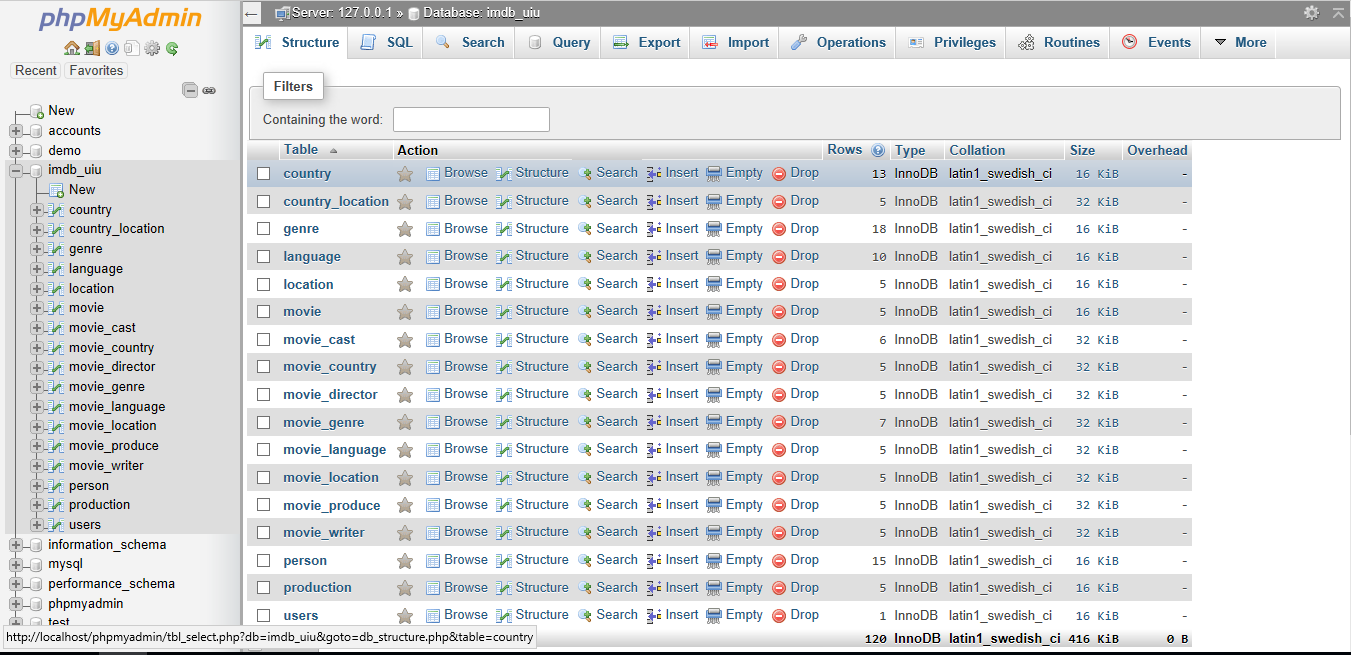 phpMyAdmin
Recent Favorites
New
accounts
demo
imdb_uiu
New
country
country_location
genre
language
location
movie
movie_cast
movie_country
movie_director
movie_genre
movie_language
movie_location
movie_produce
movie_writer
person
production
users
information_schema
mysql
performance_schema
phpmyadmin
test
Server: 127.0.0.1 » Database: imdb_uiu
Structure SQL Search Query Export Import Operations Privileges Routines Events More
Filters
Containing the word:
Table Action Rows Type Collation Size Overhead
country Browse Structure Search Insert Empty Drop 13 InnoDB latin1_swedish_ci 16 KiB -
country_location Browse Structure Search Insert Empty Drop 5 InnoDB latin1_swedish_ci 32 KiB -
genre Browse Structure Search Insert Empty Drop 18 InnoDB latin1_swedish_ci 16 KiB -
language Browse Structure Search Insert Empty Drop 10 InnoDB latin1_swedish_ci 16 KiB -
location Browse Structure Search Insert Empty Drop 5 InnoDB latin1_swedish_ci 16 KiB -
movie Browse Structure Search Insert Empty Drop 5 InnoDB latin1_swedish_ci 16 KiB -
movie_cast Browse Structure Search Insert Empty Drop 6 InnoDB latin1_swedish_ci 32 KiB -
movie_country Browse Structure Search Insert Empty Drop 5 InnoDB latin1_swedish_ci 32 KiB -
movie_director Browse Structure Search Insert Empty Drop 5 InnoDB latin1_swedish_ci 32 KiB -
movie_genre Browse Structure Search Insert Empty Drop 7 InnoDB latin1_swedish_ci 32 KiB -
movie_language Browse Structure Search Insert Empty Drop 5 InnoDB latin1_swedish_ci 32 KiB -
movie_location Browse Structure Search Insert Empty Drop 5 InnoDB latin1_swedish_ci 32 KiB -
movie_produce Browse Structure Search Insert Empty Drop 5 InnoDB latin1_swedish_ci 32 KiB -
movie_writer Browse Structure Search Insert Empty Drop 5 InnoDB latin1_swedish_ci 32 KiB -
person Browse Structure Search Insert Empty Drop 15 InnoDB latin1_swedish_ci 16 KiB -
production Browse Structure Search Insert Empty Drop 5 InnoDB latin1_swedish_ci 16 KiB -
users Browse Structure Search Insert Empty Drop 1 InnoDB latin1_swedish_ci 16 KiB -
120 InnoDB latin1_swedish_ci 416 KiB 0 B
http://localhost/phpmyadmin/tbl_select.php?db=imdb_uiu&goto=db_structure.php&table=country